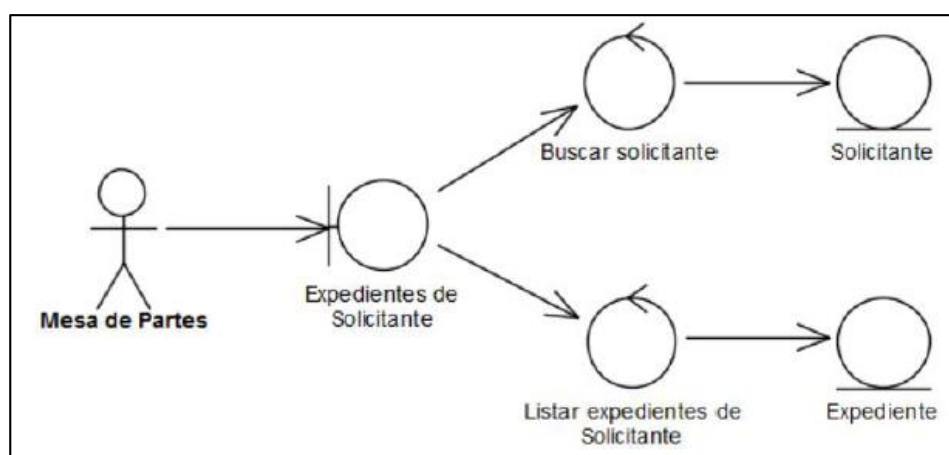 Buscar solicitante
Solicitante
Mesa de Partes
Expedientes de
Solicitante
Listar expedientes de
Solicitante
Expediente